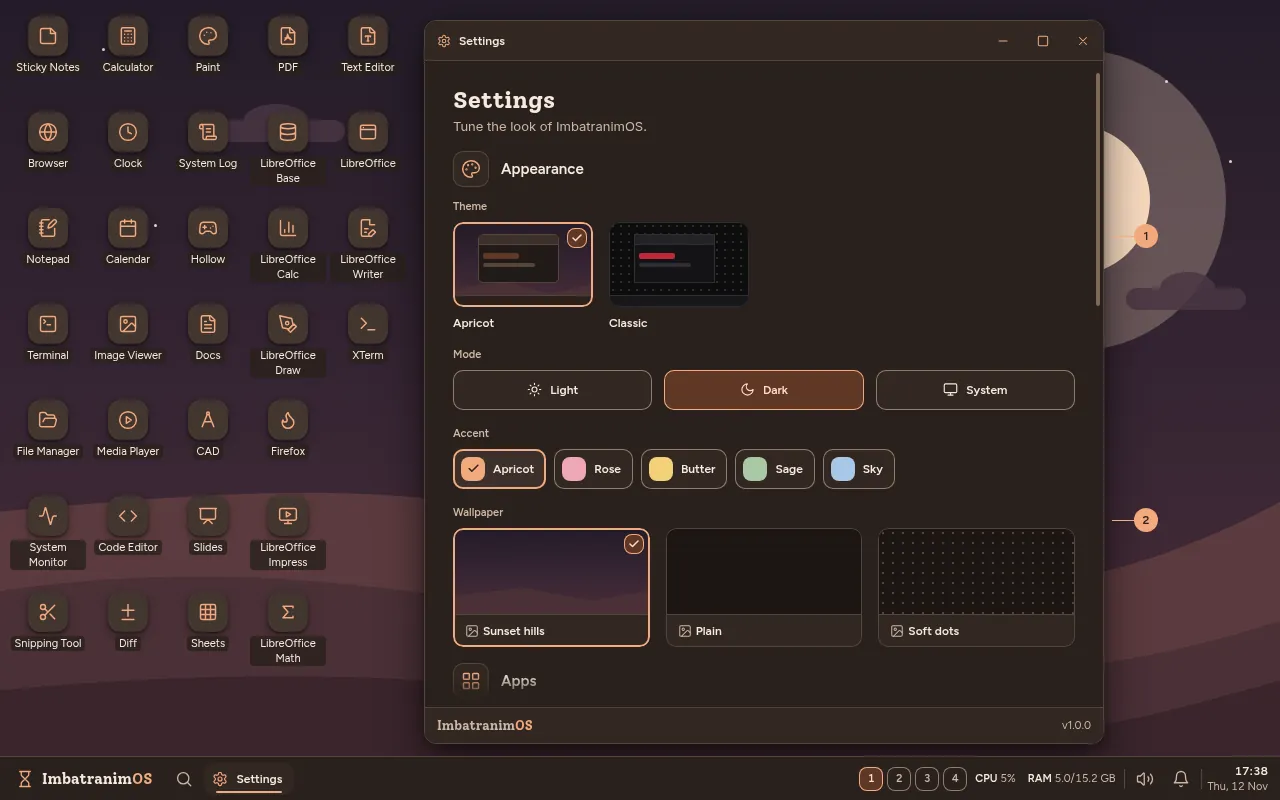 Sticky Notes
Calculator
Paint
PDF
Text Editor
Browser
Clock
System Log
LibreOffice
Base
LibreOffice
Notepad
Calendar
Hollow
LibreOffice
Calc
LibreOffice
Writer
Terminal
Image Viewer
Docs
LibreOffice
Draw
XTerm
File Manager
Media Player
CAD
Firefox
System
Monitor
Code Editor
Slides
LibreOffice
Impress
Snipping Tool
Diff
Sheets
LibreOffice
Math
Settings
Settings
Tune the look of ImbatranimOS.
Appearance
Theme
Apricot
Classic
Mode
Light
Dark
System
Accent
Apricot
Rose
Butter
Sage
Sky
Wallpaper
Sunset hills
Plain
Soft dots
Apps
ImbatranimOS
v1.0.0
1
2
ImbatranimOS
Settings
1 2 3 4
CPU 5%
RAM 5.0/15.2 GB
17:38
Thu, 12 Nov